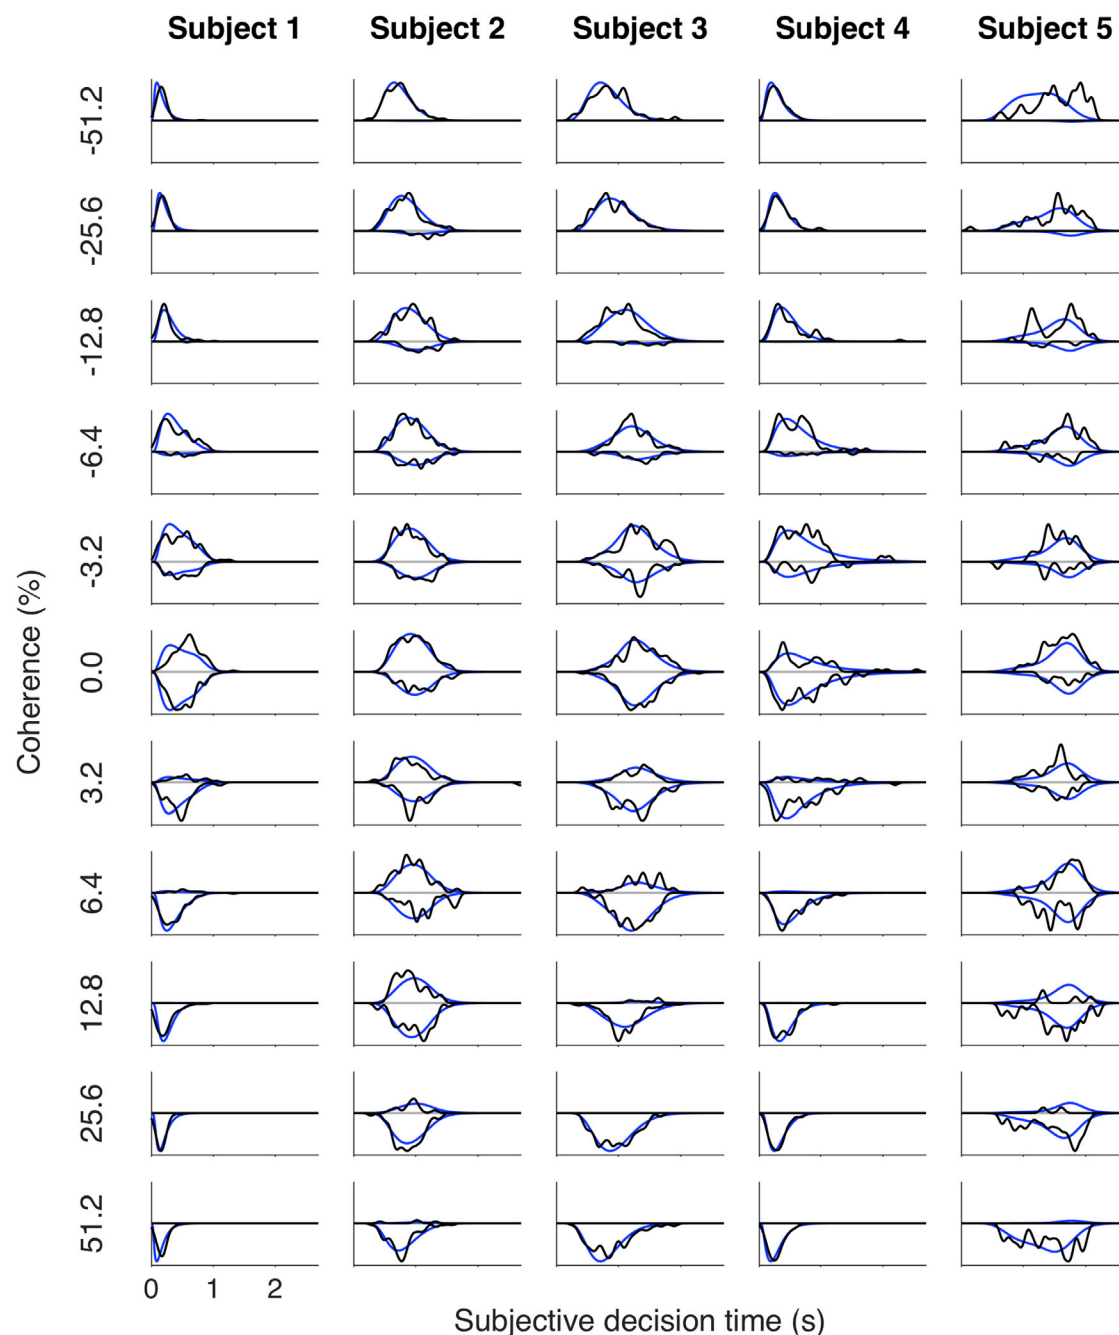 Subject 1 Subject 2 Subject 3 Subject 4 Subject 5
Coherence (%)
-51.2
-25.6
-12.8
-6.4
-3.2
0.0
3.2
6.4
12.8
25.6
51.2
0 1 2
Subjective decision time (s)